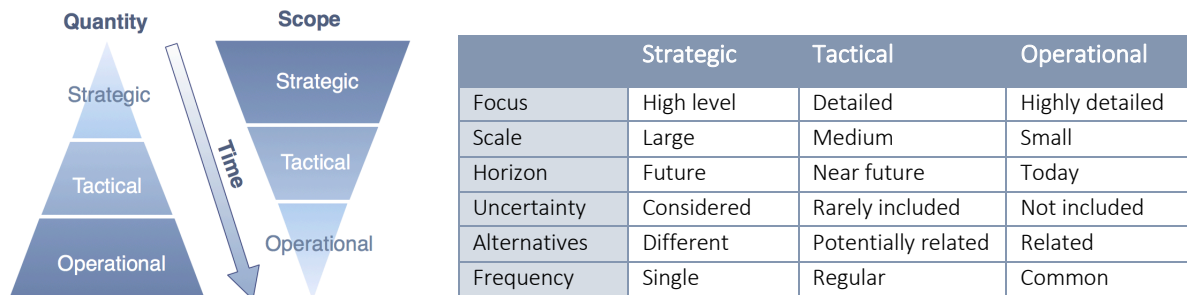 Quantity
Strategic
Tactical
Operational
Time
Scope
Strategic
Tactical
Operational
Strategic Tactical Operational
Focus High level Detailed Highly detailed
Scale Large Medium Small
Horizon Future Near future Today
Uncertainty Considered Rarely included Not included
Alternatives Different Potentially related Related
Frequency Single Regular Common